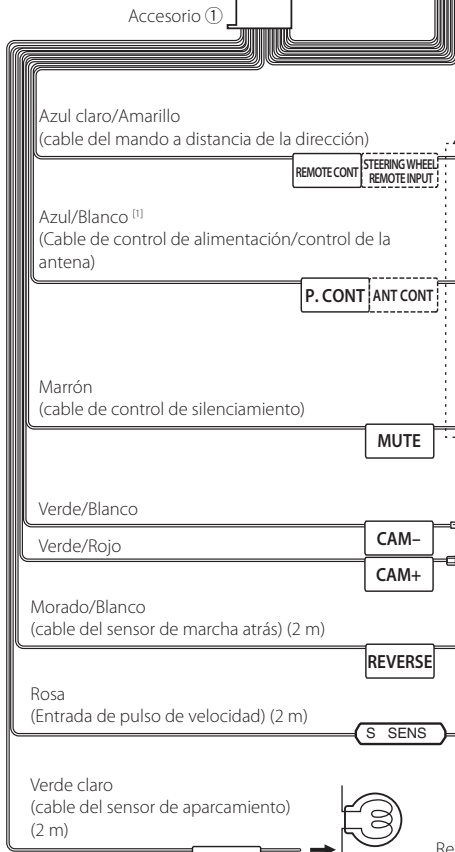 Accesorio ①
Azul claro/Amarillo
(cable del mando a distancia de la dirección)
REMOTE CONT
STEERING WHEEL
REMOTE INPUT
Azul/Blanco [1]
(Cable de control de alimentación/control de la
antena)
P. CONT
ANT CONT
Marrón
(cable de control de silenciamiento)
MUTE
Verde/Blanco
CAM−
Verde/Rojo
CAM+
Morado/Blanco
(cable del sensor de marcha atrás) (2 m)
REVERSE
Rosa
(Entrada de pulso de velocidad) (2 m)
S SENS
Verde claro
(cable del sensor de aparcamiento)
(2 m)
Re